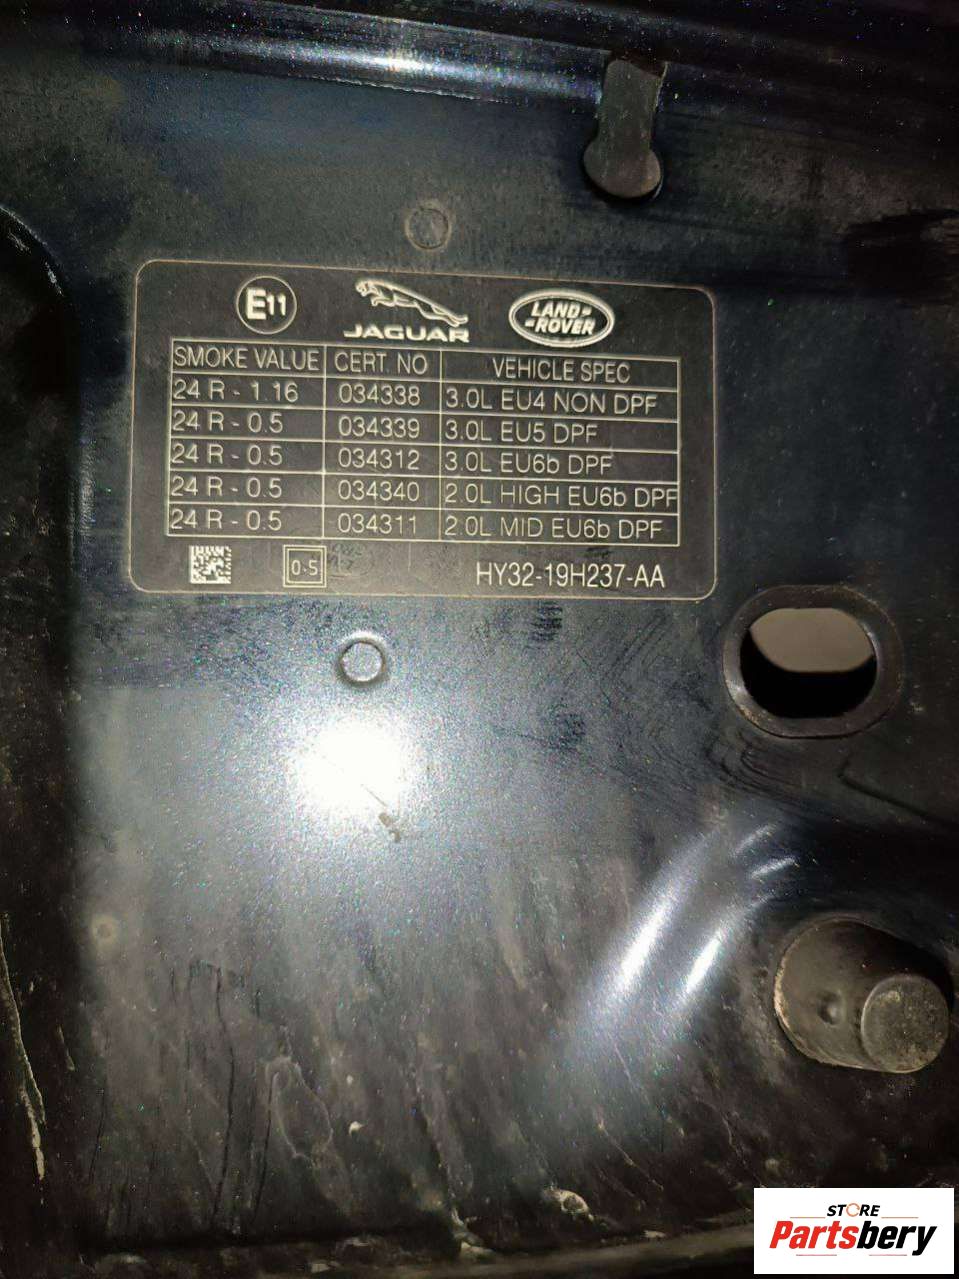 E11 JAGUAR LAND-ROVER
SMOKE VALUE CERT. NO VEHICLE SPEC
24 R - 1.16 034338 3.0L EU4 NON DPF
24 R - 0.5 034339 3.0L EU5 DPF
24 R - 0.5 034312 3.0L EU6b DPF
24 R - 0.5 034340 2.0L HIGH EU6b DPF
24 R - 0.5 034311 2.0L MID EU6b DPF
0·5 HY32-19H237-AA
STORE
Partsbery